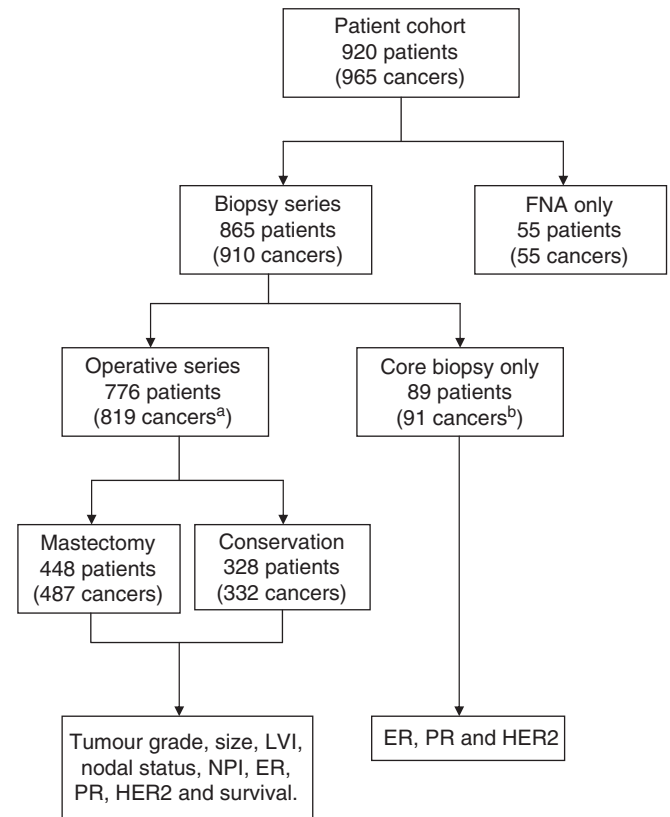 Patient cohort
920 patients
(965 cancers)
Biopsy series
865 patients
(910 cancers)
FNA only
55 patients
(55 cancers)
Operative series
776 patients
(819 cancersᵃ)
Core biopsy only
89 patients
(91 cancersᵇ)
Mastectomy
448 patients
(487 cancers)
Conservation
328 patients
(332 cancers)
Tumour grade, size, LVI,
nodal status, NPI, ER,
PR, HER2 and survival.
ER, PR and HER2